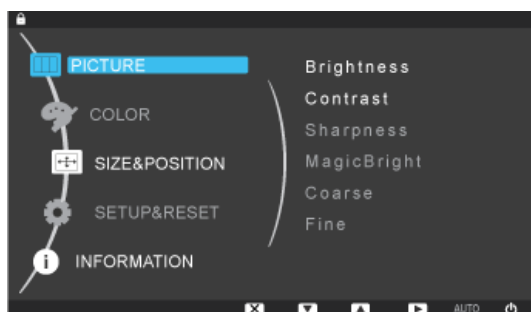 PICTURE
COLOR
SIZE&POSITION
SETUP&RESET
INFORMATION
Brightness
Contrast
Sharpness
MagicBright
Coarse
Fine
AUTO